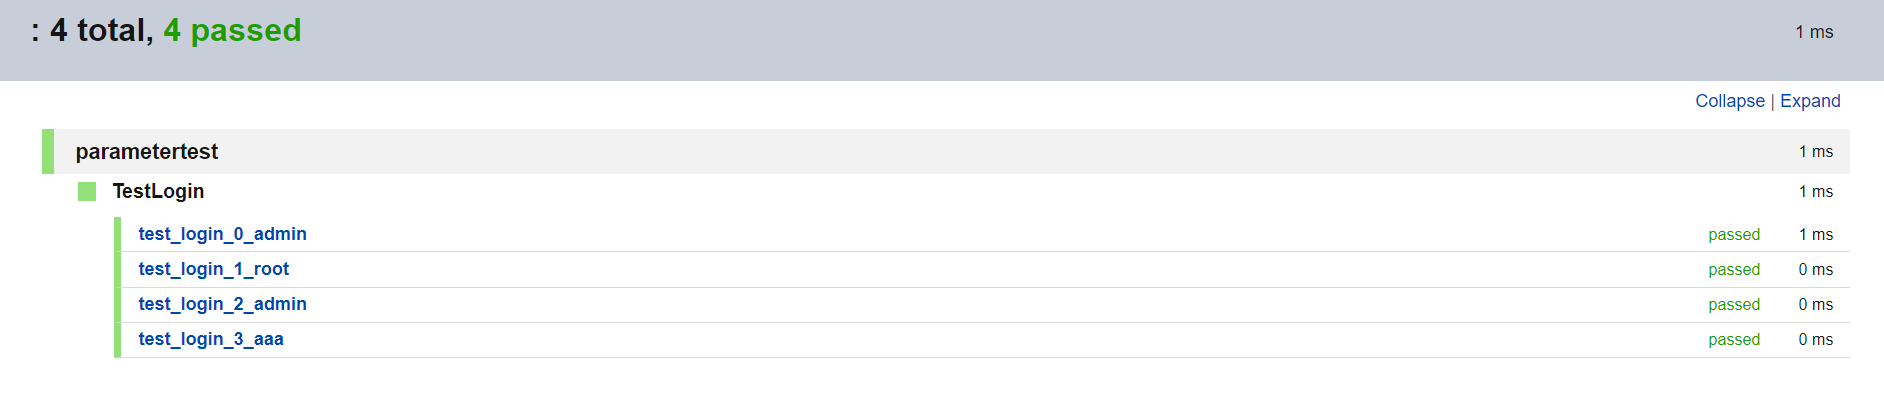 : 4 total, 4 passed 1 ms
Collapse | Expand
parametertest 1 ms
TestLogin 1 ms
test_login_0_admin passed 1 ms
test_login_1_root passed 0 ms
test_login_2_admin passed 0 ms
test_login_3_aaa passed 0 ms